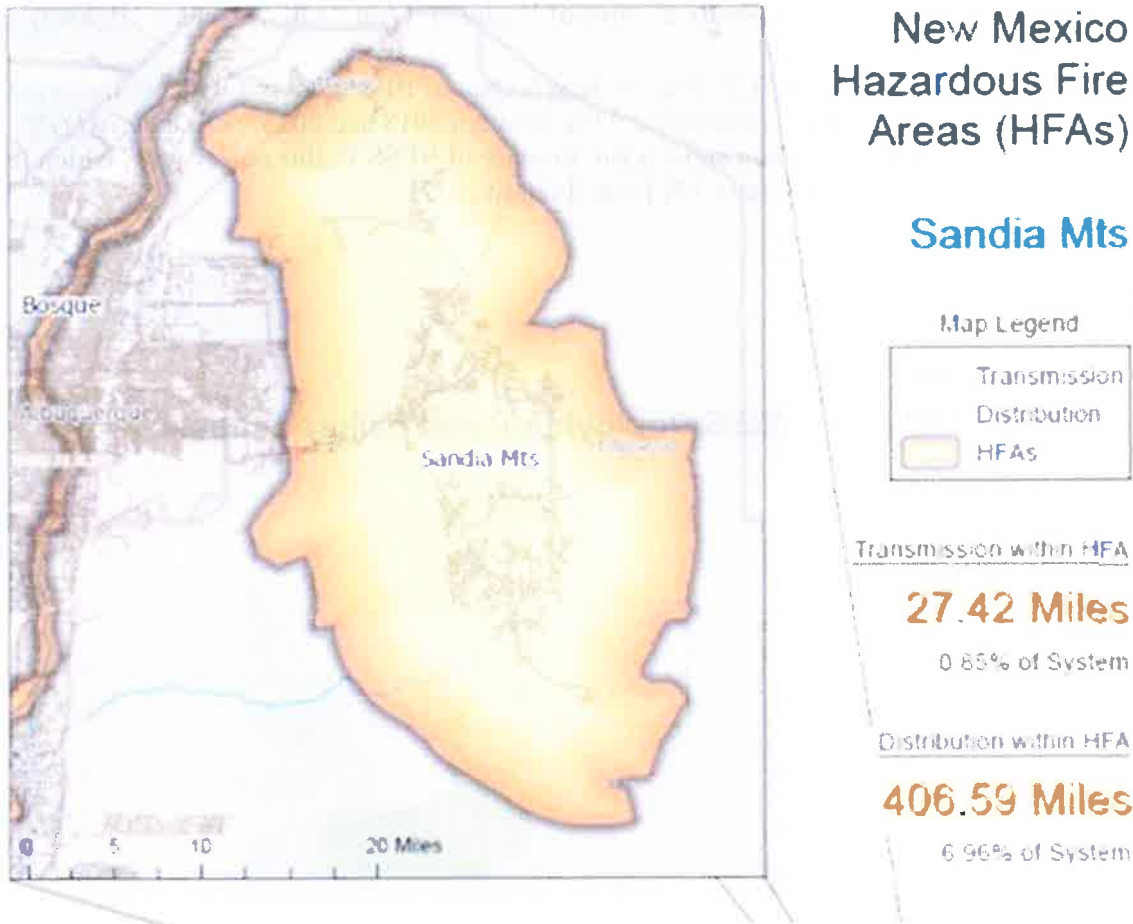 New Mexico
Hazardous Fire
Areas (HFAs)
Sandia Mts
Map Legend
Transmission
Distribution
HFAs
Transmission within HFA
27.42 Miles
0.85% of System
Distribution within HFA
406.59 Miles
6.96% of System
Bosque
Albuquerque
Sandia Mts
0 5 10 20 Miles